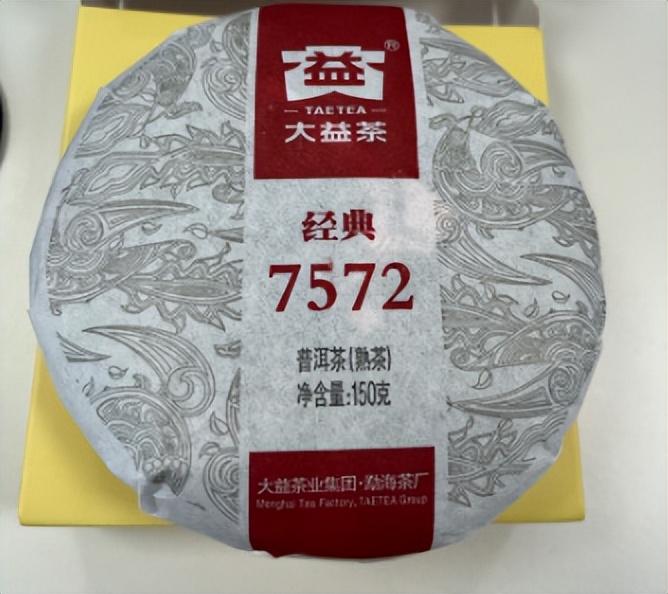 益®
TAETEA
大益茶
经典
7572
普洱茶(熟茶)
净含量:150克
大益茶业集团·勐海茶厂
Menghai Tea Factory, TAETEA Group